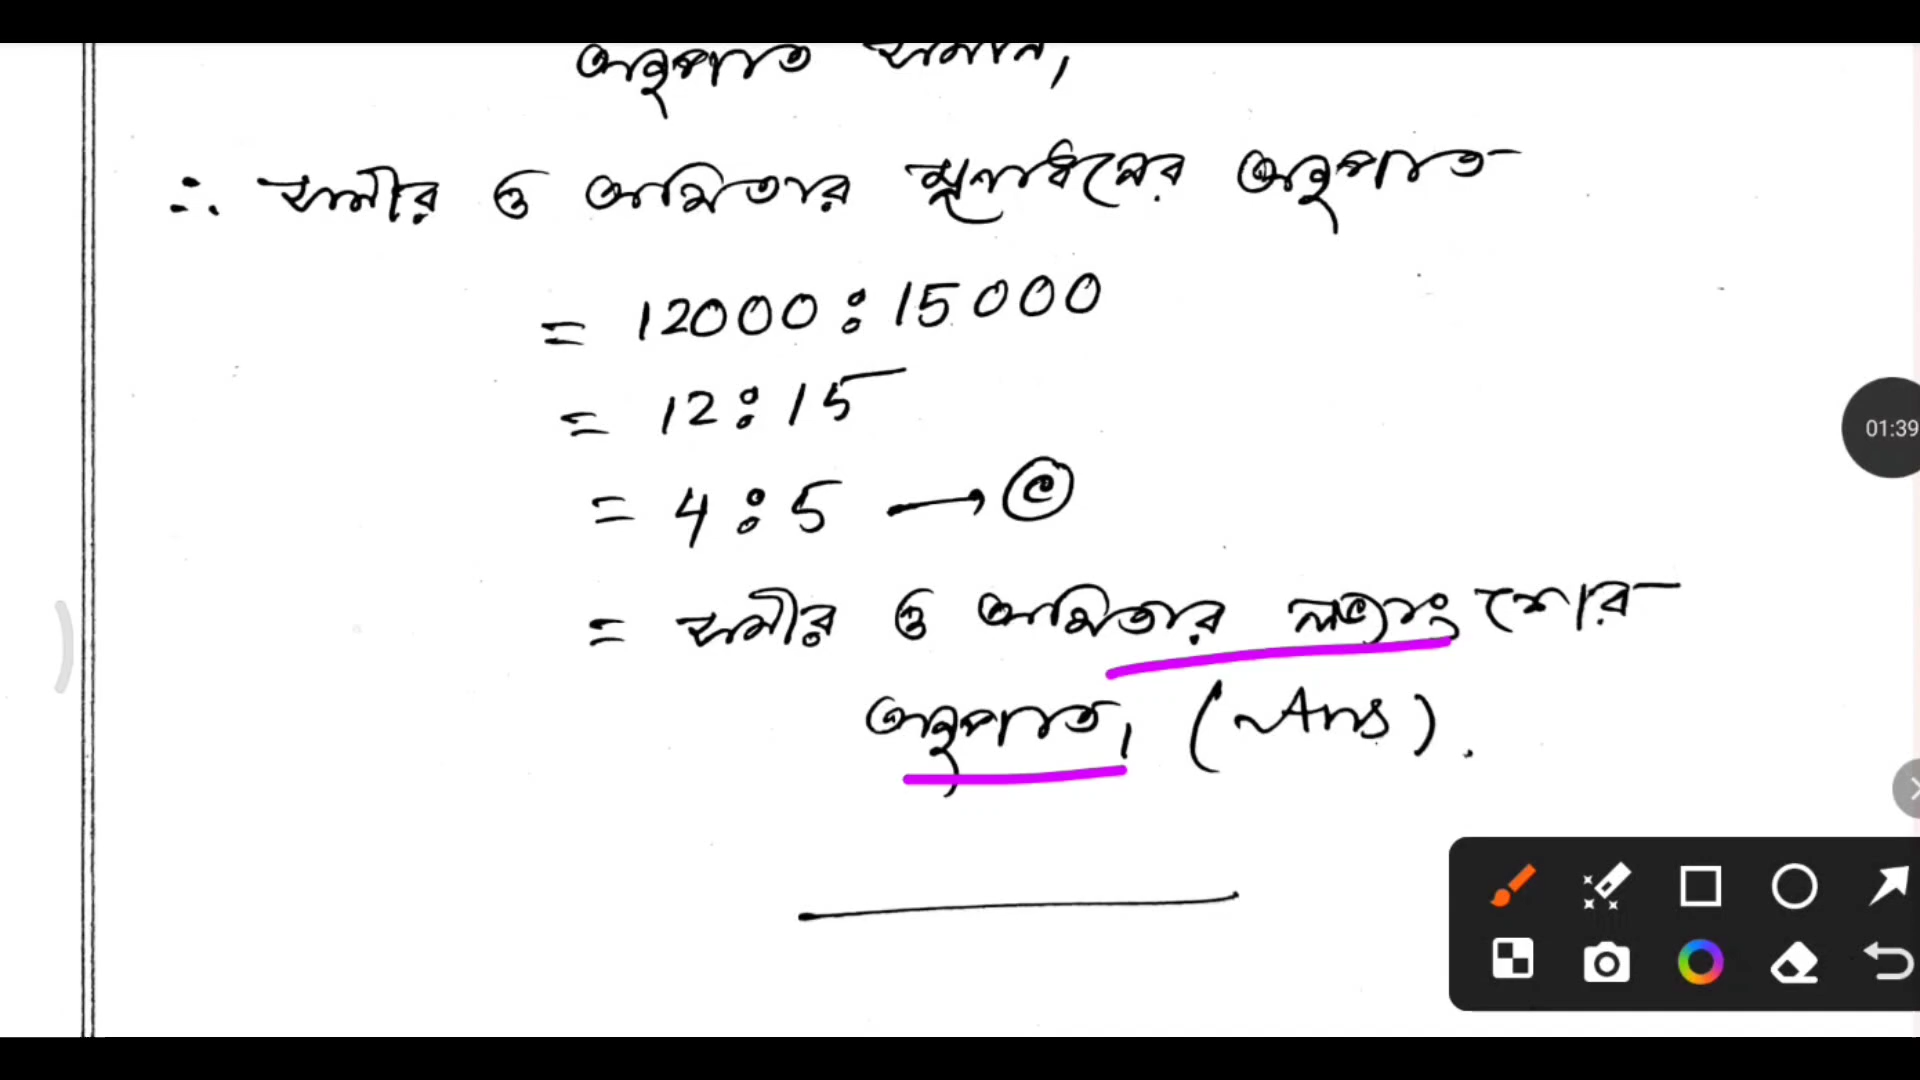 অনুপাত সমান,
∴ সমীর ও অমিতার মূলধনের অনুপাত
= 12000 : 15000
= 12 : 15
= 4 : 5 → ⓒ
= সমীর ও অমিতার লভ্যাংশের
অনুপাত, (Ans).
01:39